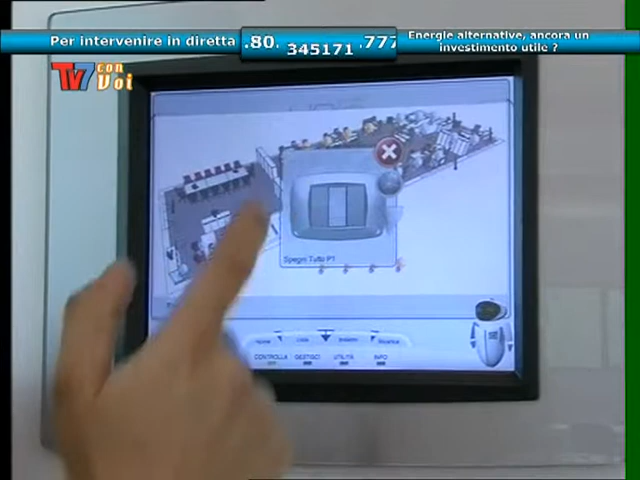 Per intervenire in diretta
.80.
345171
.777
Energie alternative, ancora un
investimento utile ?
TV7 con
Voi
Spegni Tutto P1
Home
CONTROLLA GESTISCI UTILITÀ INFO